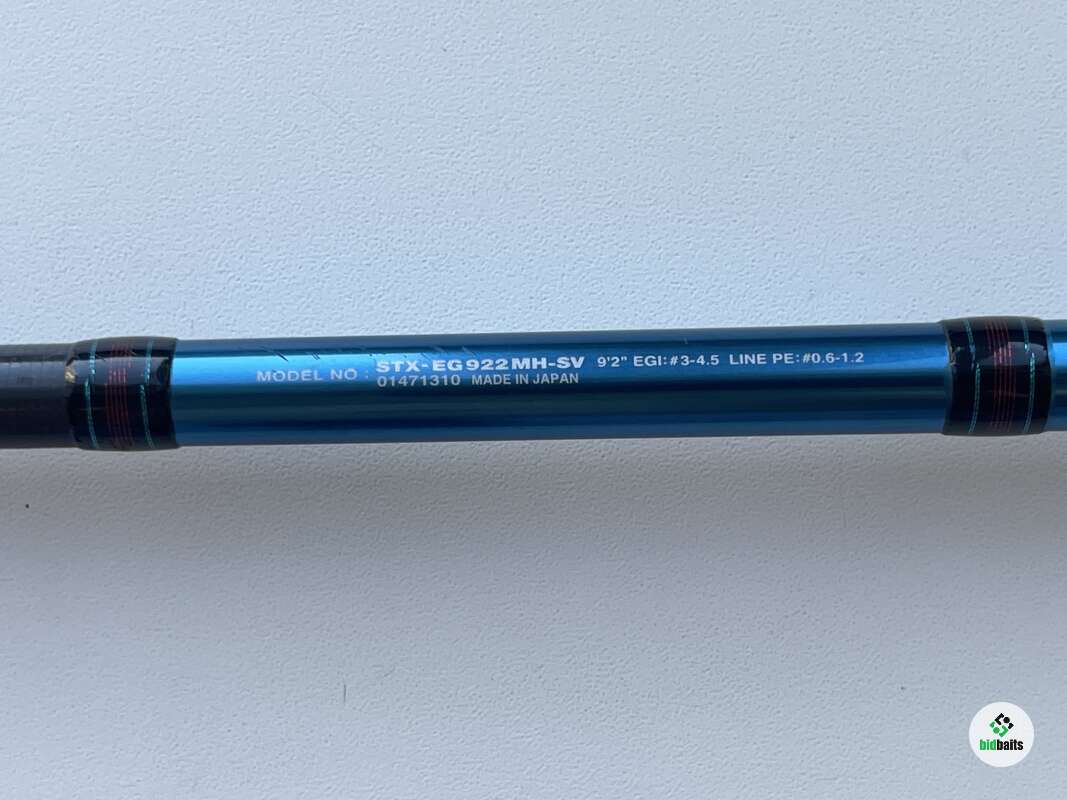 MODEL NO : STX-EG922MH-SV 9'2" EGI:#3-4.5 LINE PE:#0.6-1.2
01471310 MADE IN JAPAN
bidbaits